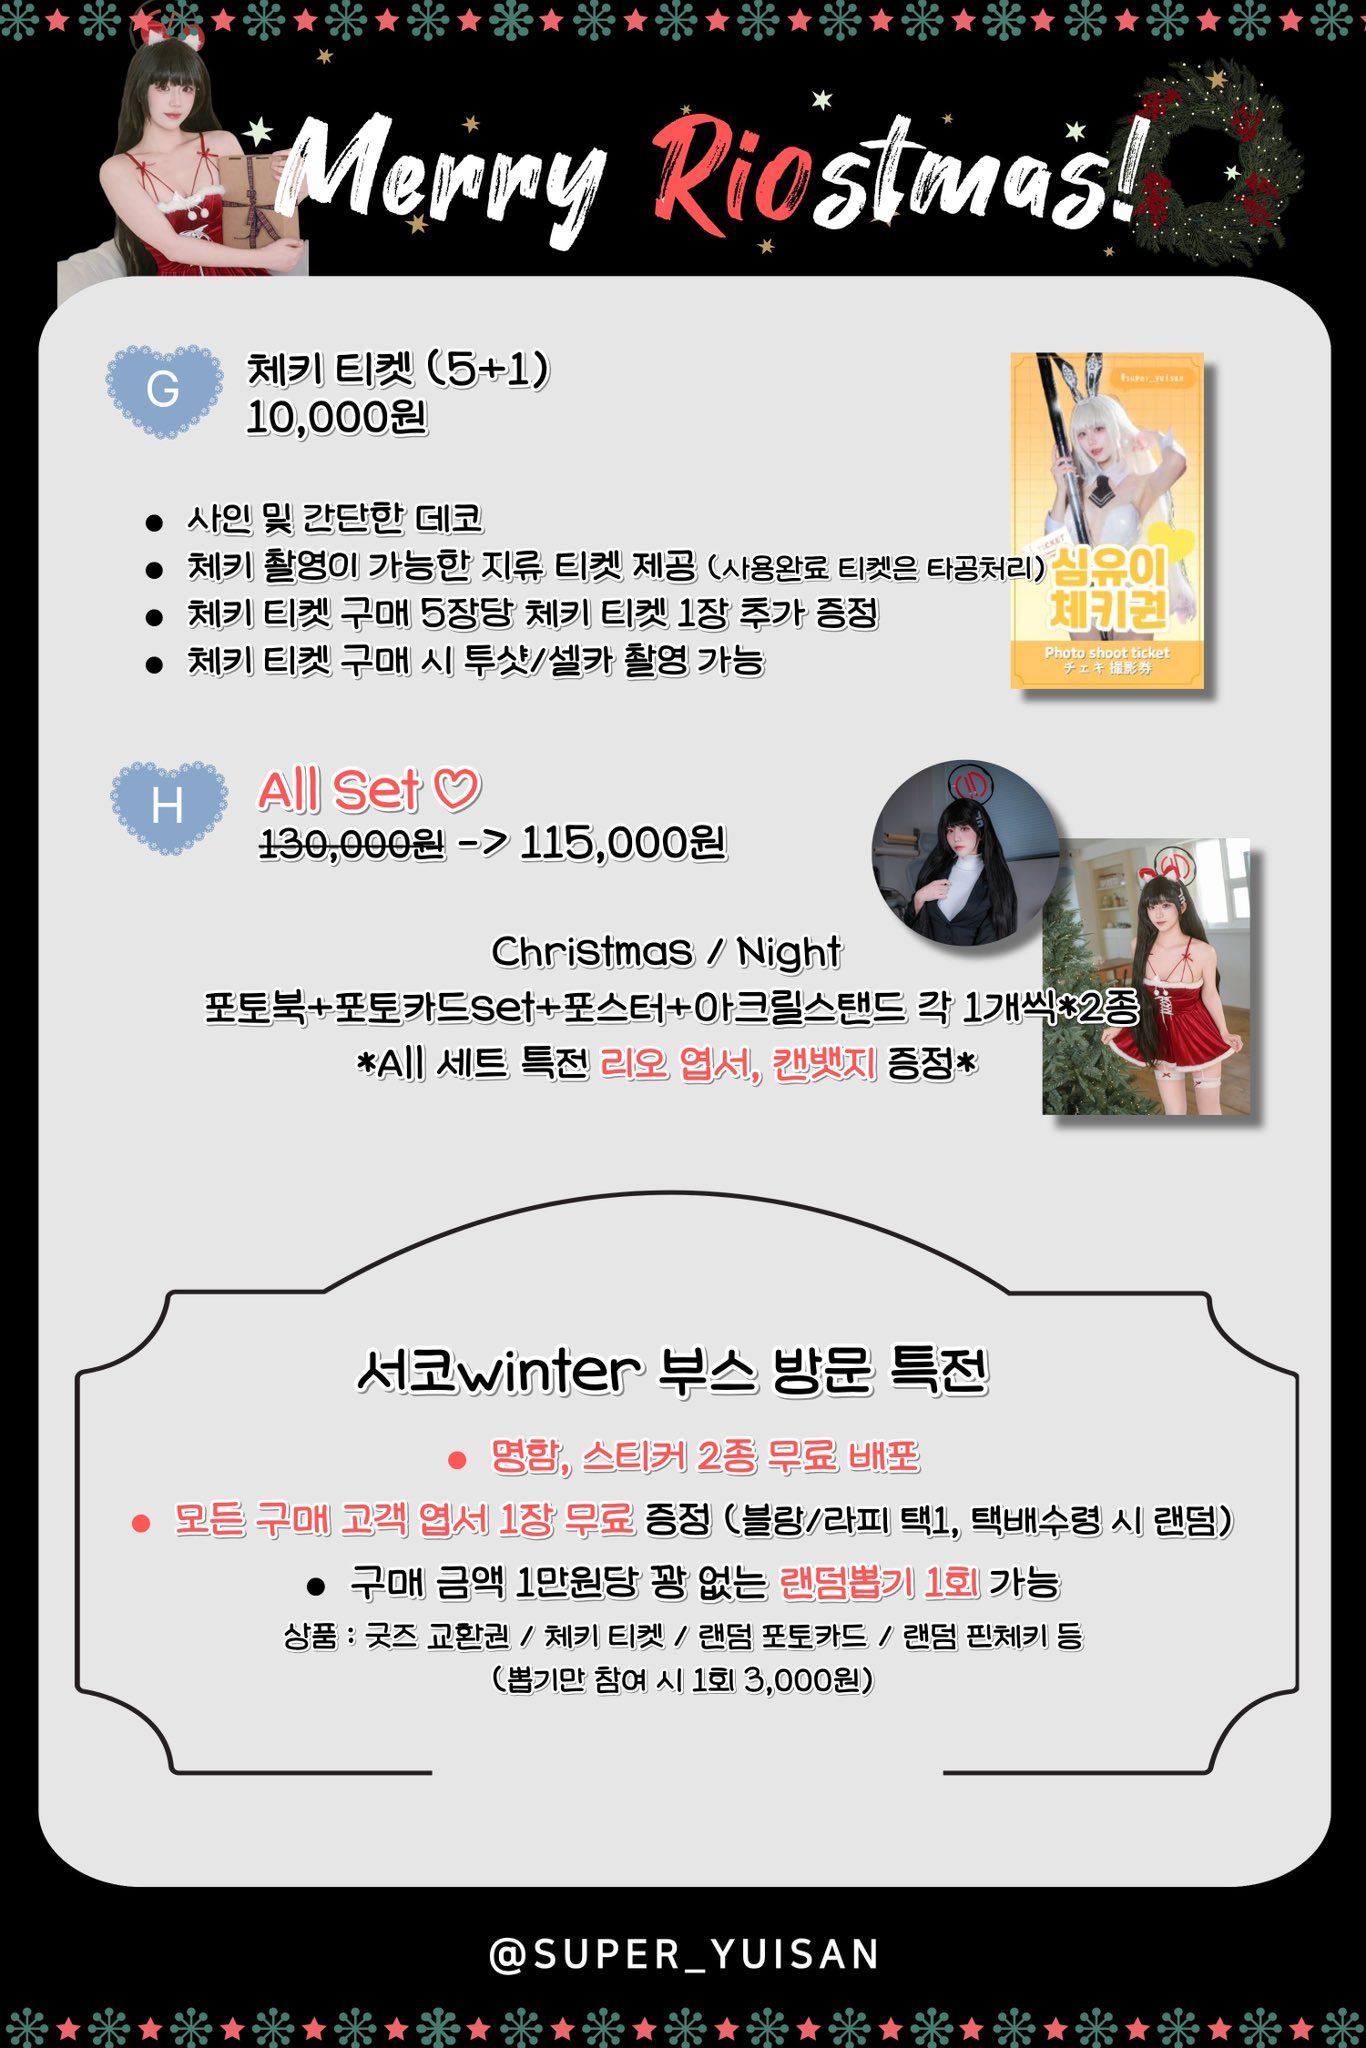 Merry Riostmas!
G
체키 티켓 (5+1)
10,000원
@super_yuisan
TICKET
심유이
체키권
Photo shoot ticket
チェキ 撮影券
● 사인 및 간단한 데코
● 체키 촬영이 가능한 지류 티켓 제공 (사용완료 티켓은 타공처리)
● 체키 티켓 구매 5장당 체키 티켓 1장 추가 증정
● 체키 티켓 구매 시 투샷/셀카 촬영 가능
H
All Set ♡
130,000원 -> 115,000원
Christmas / Night
포토북+포토카드set+포스터+아크릴스탠드 각 1개씩*2종
*All 세트 특전 리오 엽서, 캔뱃지 증정*
서코winter 부스 방문 특전
● 명함, 스티커 2종 무료 배포
● 모든 구매 고객 엽서 1장 무료 증정 (블랑/라피 택1, 택배수령 시 랜덤)
● 구매 금액 1만원당 꽝 없는 랜덤뽑기 1회 가능
상품 : 굿즈 교환권 / 체키 티켓 / 랜덤 포토카드 / 랜덤 핀체키 등
(뽑기만 참여 시 1회 3,000원)
@SUPER_YUISAN